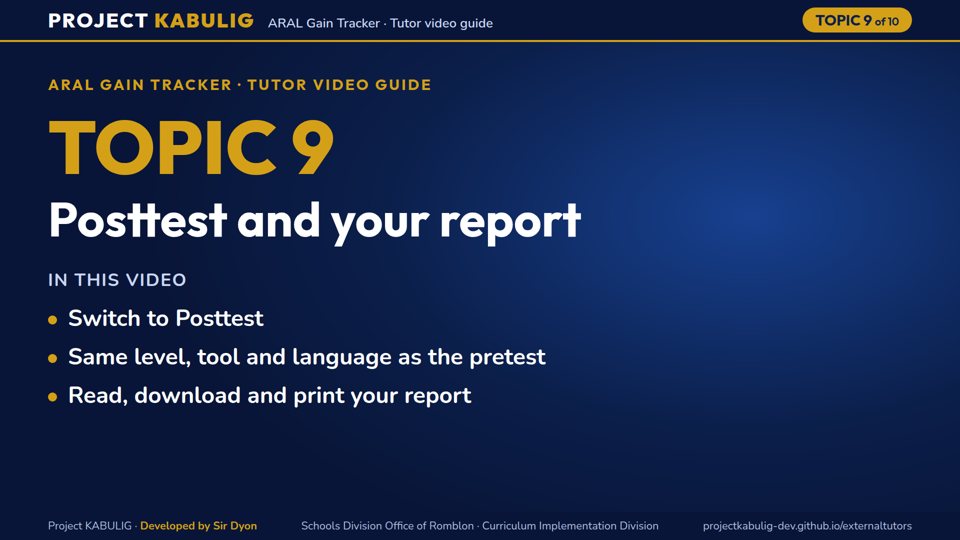 PROJECT KABULIG ARAL Gain Tracker · Tutor video guide TOPIC 9 of 10
ARAL GAIN TRACKER · TUTOR VIDEO GUIDE
TOPIC 9
Posttest and your report
IN THIS VIDEO
Switch to Posttest
Same level, tool and language as the pretest
Read, download and print your report
Project KABULIG · Developed by Sir Dyon Schools Division Office of Romblon · Curriculum Implementation Division projectkabulig-dev.github.io/externaltutors